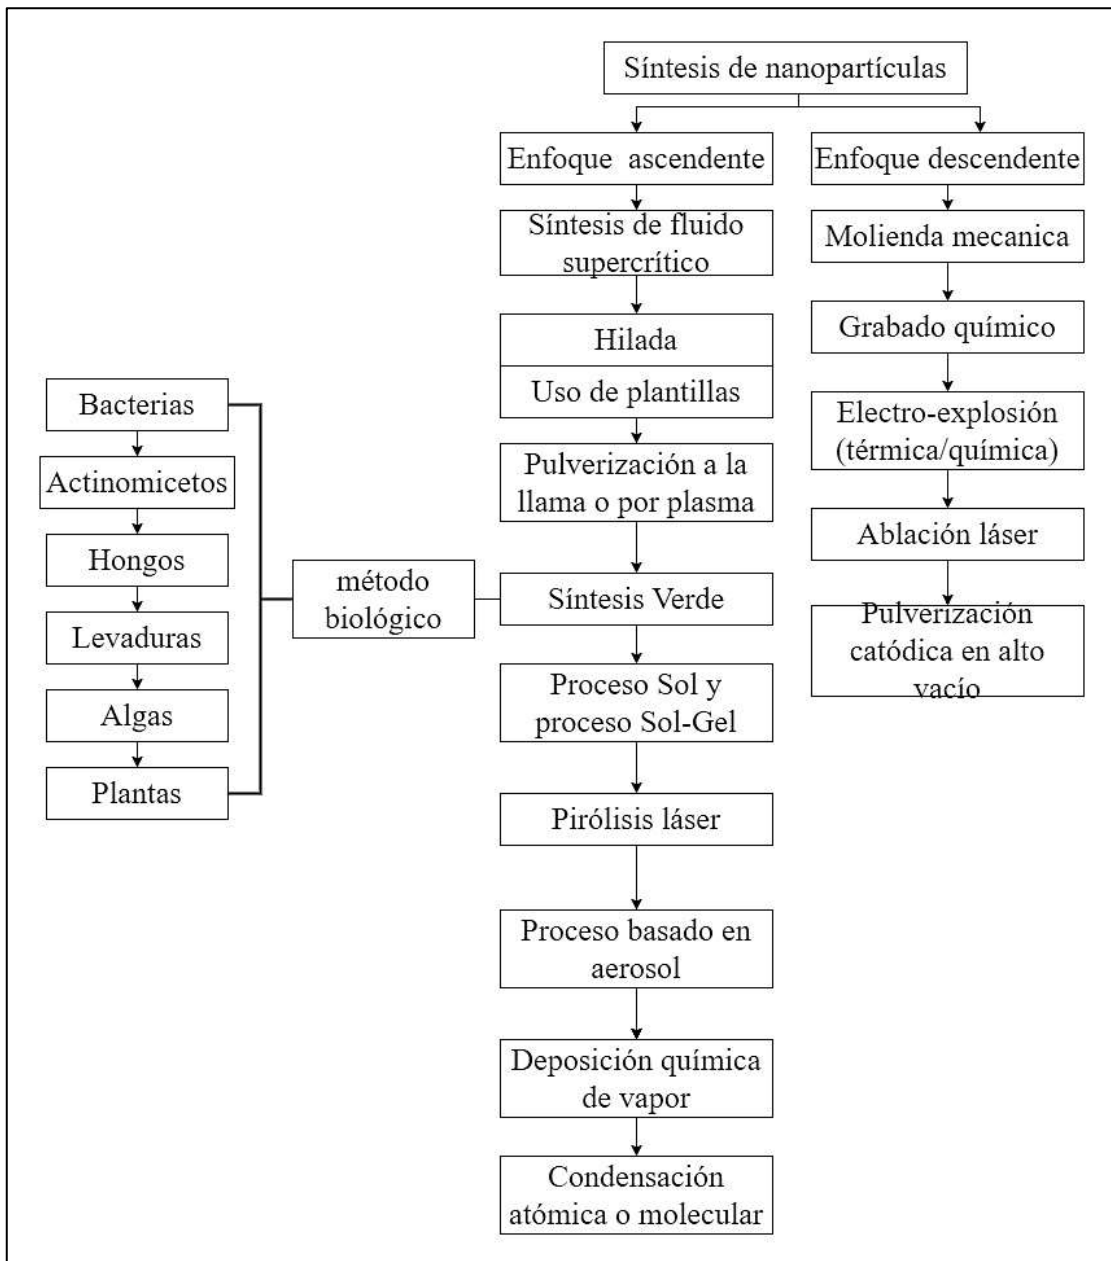 Síntesis de nanopartículas
Enfoque ascendente
Enfoque descendente
Síntesis de fluido
supercrítico
Molienda mecanica
Hilada
Grabado químico
Uso de plantillas
Electro-explosión
(térmica/química)
Bacterias
Pulverización a la
llama o por plasma
Actinomicetos
Ablación láser
Hongos
método
biológico
Síntesis Verde
Pulverización
catódica en alto
vacío
Levaduras
Proceso Sol y
proceso Sol-Gel
Algas
Plantas
Pirólisis láser
Proceso basado en
aerosol
Deposición química
de vapor
Condensación
atómica o molecular